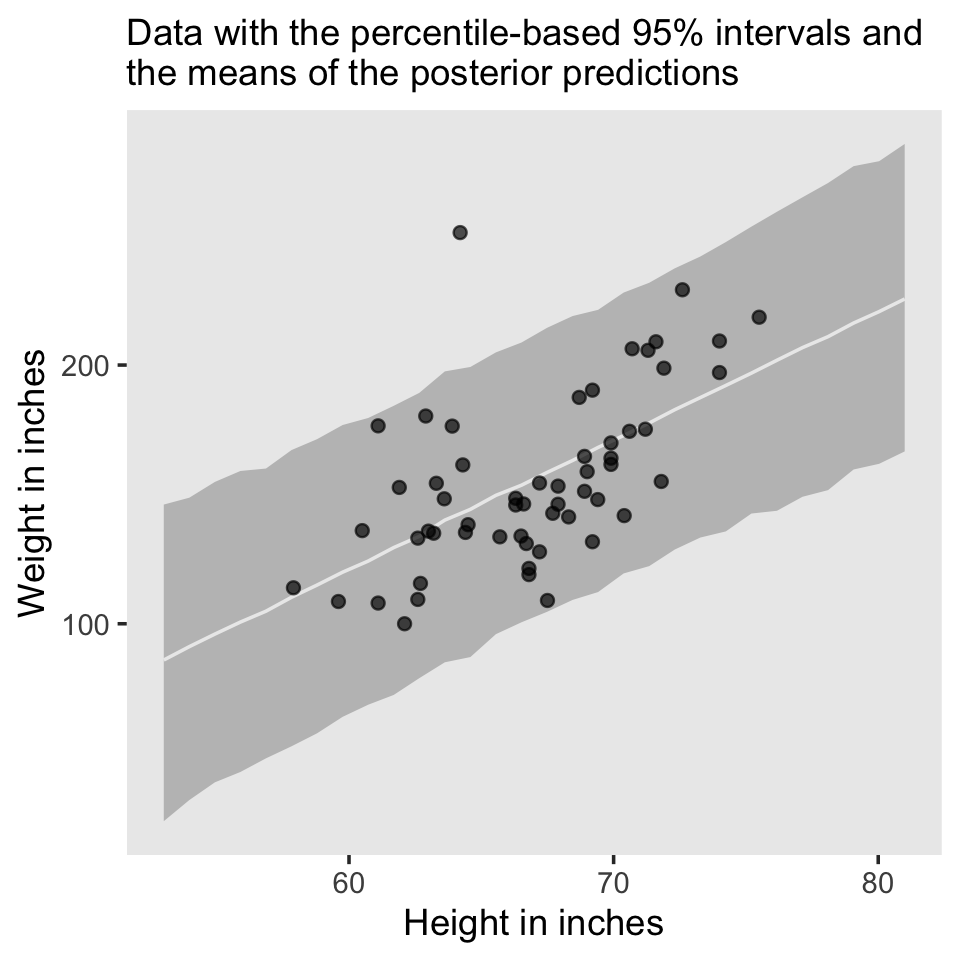 Data with the percentile-based 95% intervals and
the means of the posterior predictions
Weight in inches
200
100
60
70
80
Height in inches